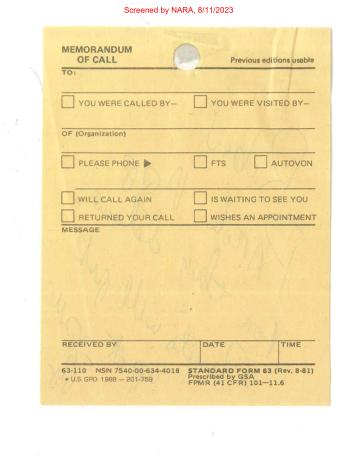 Screened by NARA, 8/11/2023
MEMORANDUM
OF CALL
Previous editions usable
TO:
YOU WERE CALLED BY—
YOU WERE VISITED BY—
OF (Organization)
PLEASE PHONE ▶
FTS
AUTOVON
WILL CALL AGAIN
IS WAITING TO SEE YOU
RETURNED YOUR CALL
WISHES AN APPOINTMENT
MESSAGE
RECEIVED BY
DATE
TIME
63-110 NSN 7540-00-634-4018
STANDARD FORM 63 (Rev. 8-81)
Prescribed by GSA
FPMR (41 CFR) 101—11.6
* U.S. GPO: 1988 — 201-759